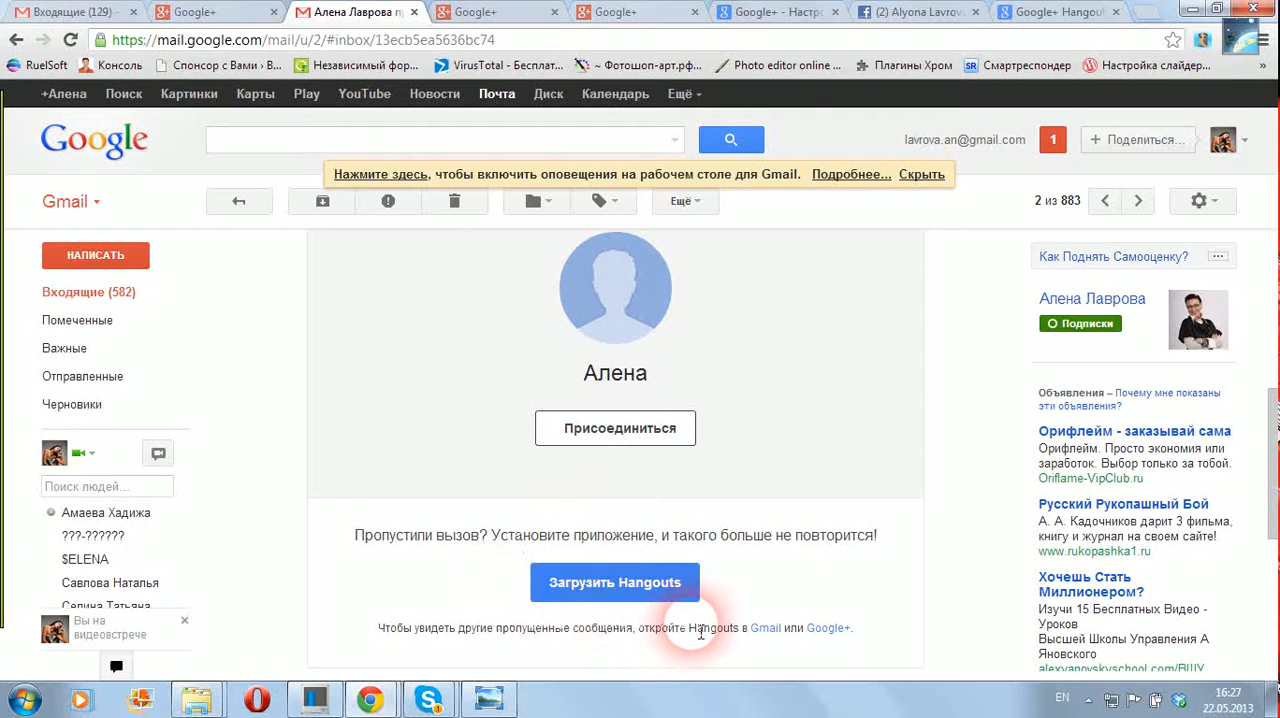 Входящие (129) -
Google+
Алена Лаврова п
Google+
Google+
Google+ - Настро
(2) Alyona Lavrov
Google+ Hangou
https://mail.google.com/mail/u/2/#inbox/13ecb5ea5636bc74
RuelSoft
Консоль
Спонсор с Вами › В...
Независимый фор...
VirusTotal - Бесплат...
~ Фотошоп-арт.рф...
Photo editor online ...
Плагины Хром
SR Смартреспондер
Настройка слайдер...
»
+Алена Поиск Картинки Карты Play YouTube Новости Почта Диск Календарь Ещё
Google
lavrova.an@gmail.com
1
+ Поделиться...
Нажмите здесь, чтобы включить оповещения на рабочем столе для Gmail. Подробнее... Скрыть
Gmail
Ещё
2 из 883
НАПИСАТЬ
Входящие (582)
Помеченные
Важные
Отправленные
Черновики
Поиск людей...
Амаева Хадижа
???-??????
$ELENA
Савлова Наталья
Селина Татьяна
Вы на
видеовстрече
Алена
Присоединиться
Пропустили вызов? Установите приложение, и такого больше не повторится!
Загрузить Hangouts
Чтобы увидеть другие пропущенные сообщения, откройте Hangouts в Gmail или Google+.
Как Поднять Самооценку?
Алена Лаврова
Подписки
Объявления – Почему мне показаны
эти объявления?
Орифлейм - заказывай сама
Орифлейм. Просто экономия или
заработок. Выбор только за тобой.
Oriflame-VipClub.ru
Русский Рукопашный Бой
А. А. Кадочников дарит 3 фильма,
книгу и журнал на своем сайте!
www.rukopashka1.ru
Хочешь Стать
Миллионером?
Изучи 15 Бесплатных Видео -
Уроков
Высшей Школы Управления А
Яновского
alexyanovskyschool.com/ВШУ
EN
16:27
22.05.2013